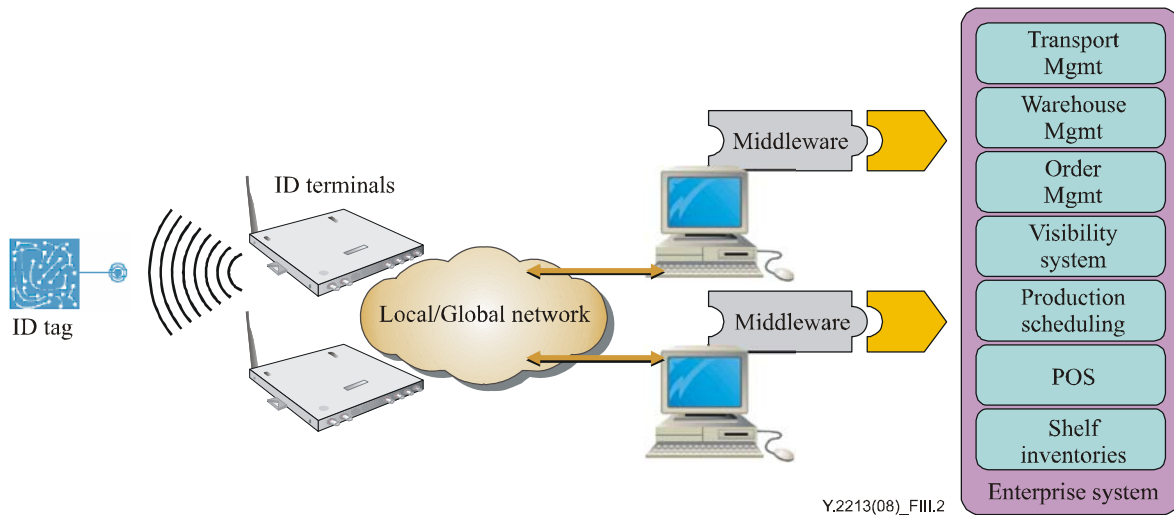 ID tag
ID terminals
Local/Global network
Middleware
Middleware
Transport
Mgmt
Warehouse
Mgmt
Order
Mgmt
Visibility
system
Production
scheduling
POS
Shelf
inventories
Enterprise system
Y.2213(08)_FIII.2